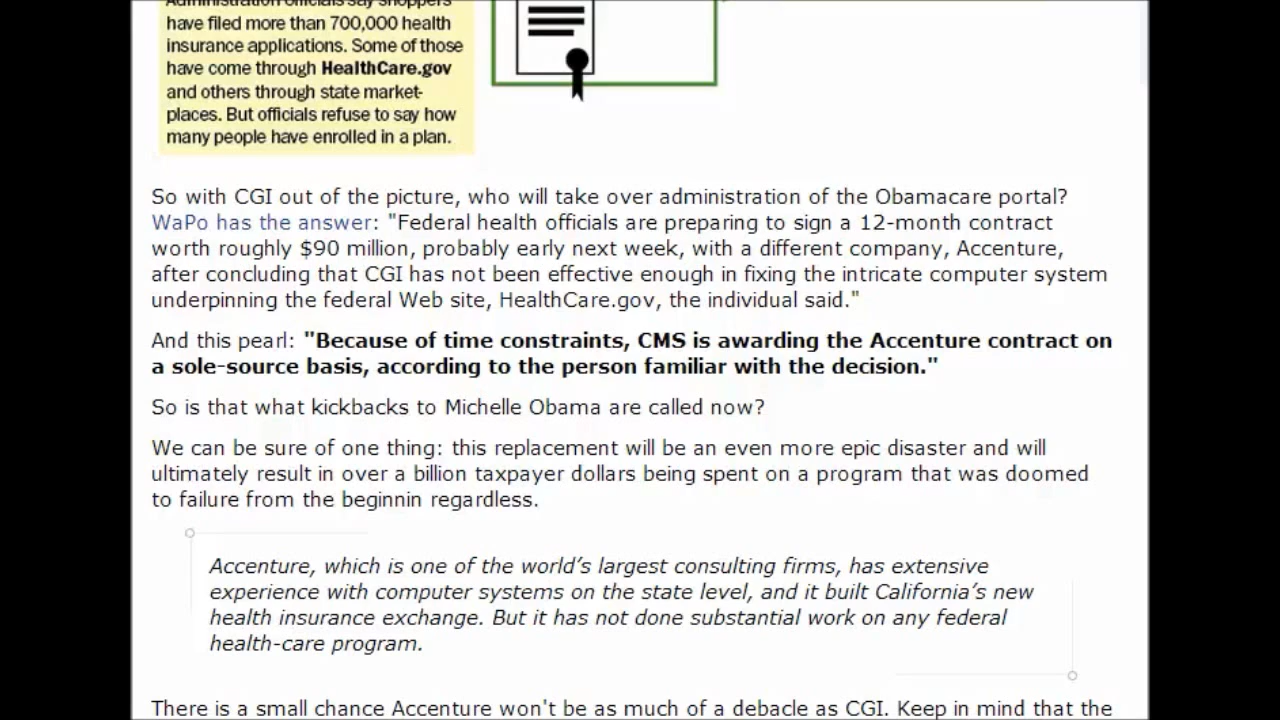 Administration officials say shoppers
have filed more than 700,000 health
insurance applications. Some of those
have come through HealthCare.gov
and others through state market-
places. But officials refuse to say how
many people have enrolled in a plan.
So with CGI out of the picture, who will take over administration of the Obamacare portal?
WaPo has the answer: "Federal health officials are preparing to sign a 12-month contract
worth roughly $90 million, probably early next week, with a different company, Accenture,
after concluding that CGI has not been effective enough in fixing the intricate computer system
underpinning the federal Web site, HealthCare.gov, the individual said."
And this pearl: "Because of time constraints, CMS is awarding the Accenture contract on
a sole-source basis, according to the person familiar with the decision."
So is that what kickbacks to Michelle Obama are called now?
We can be sure of one thing: this replacement will be an even more epic disaster and will
ultimately result in over a billion taxpayer dollars being spent on a program that was doomed
to failure from the beginnin regardless.
Accenture, which is one of the world's largest consulting firms, has extensive
experience with computer systems on the state level, and it built California's new
health insurance exchange. But it has not done substantial work on any federal
health-care program.
There is a small chance Accenture won't be as much of a debacle as CGI. Keep in mind that the